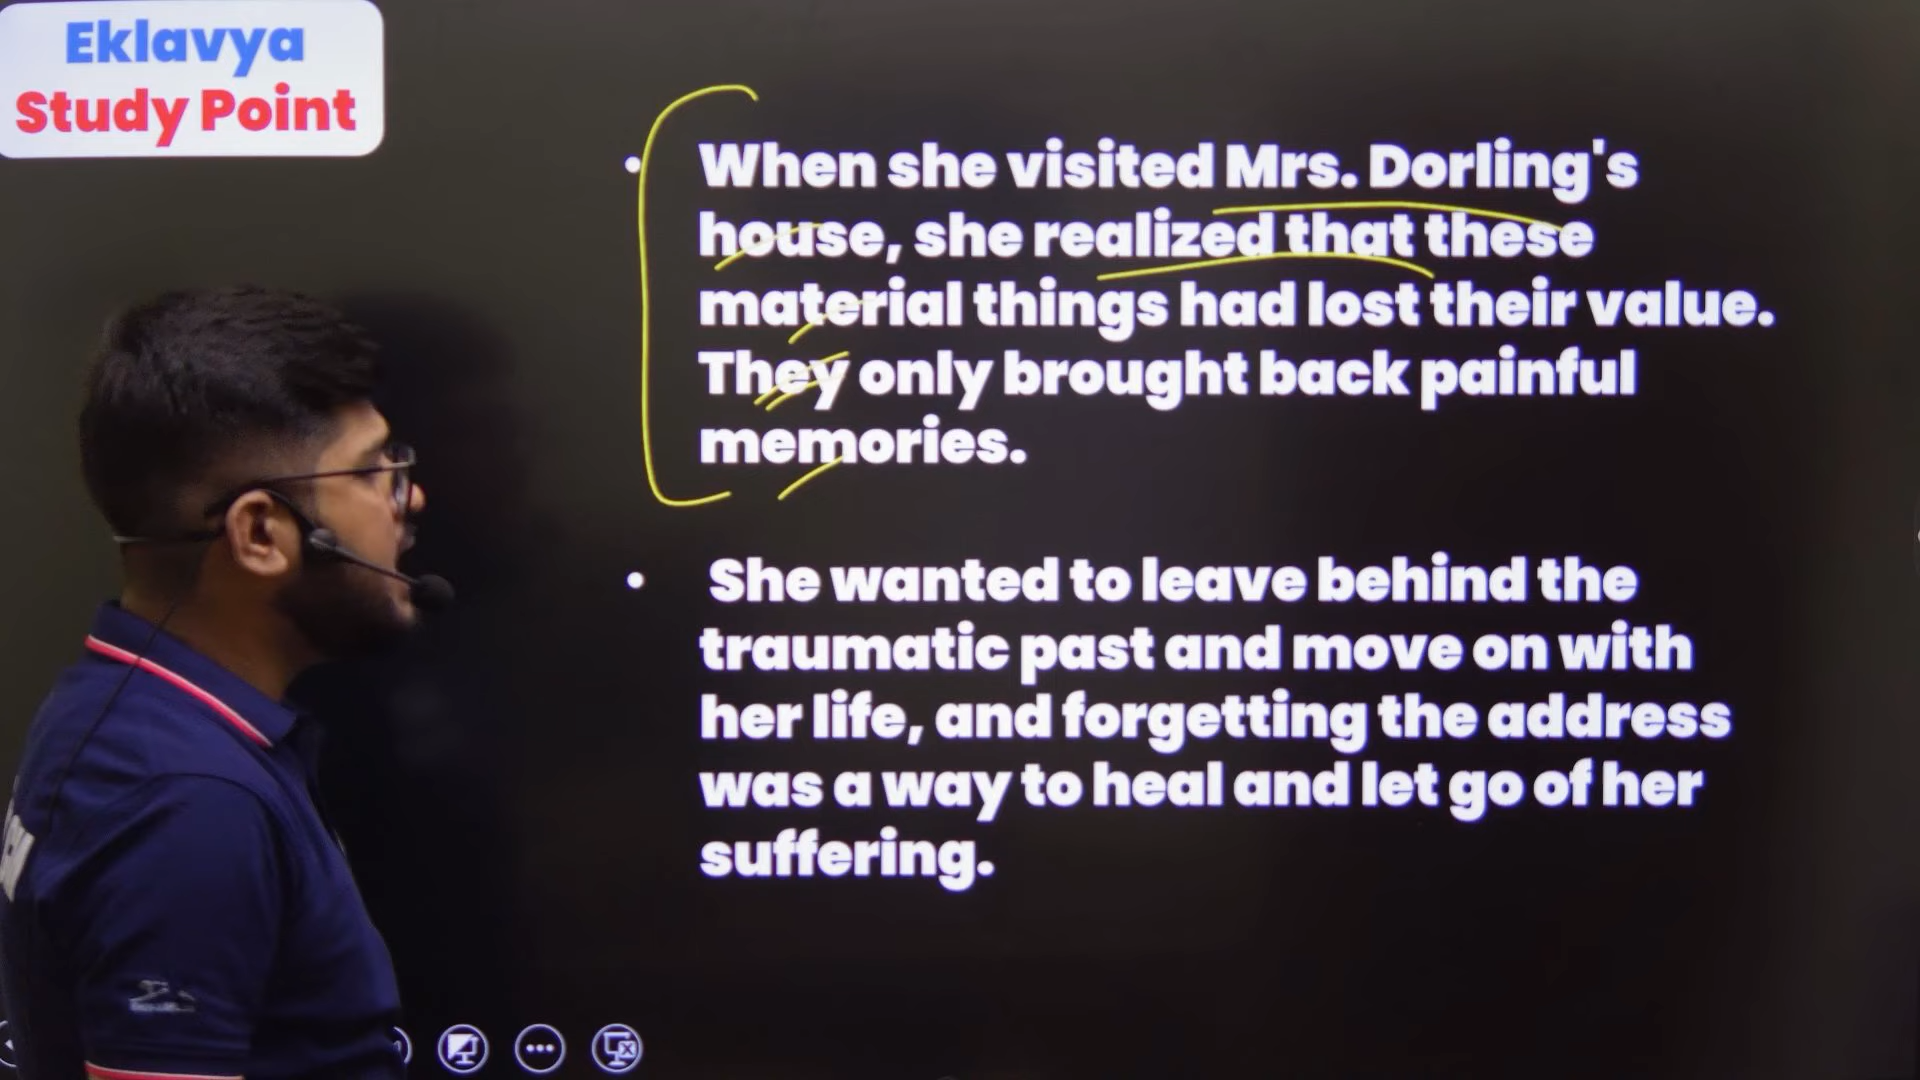 Eklavya
Study Point
• When she visited Mrs. Dorling's
house, she realized that these
material things had lost their value.
They only brought back painful
memories.
• She wanted to leave behind the
traumatic past and move on with
her life, and forgetting the address
was a way to heal and let go of her
suffering.